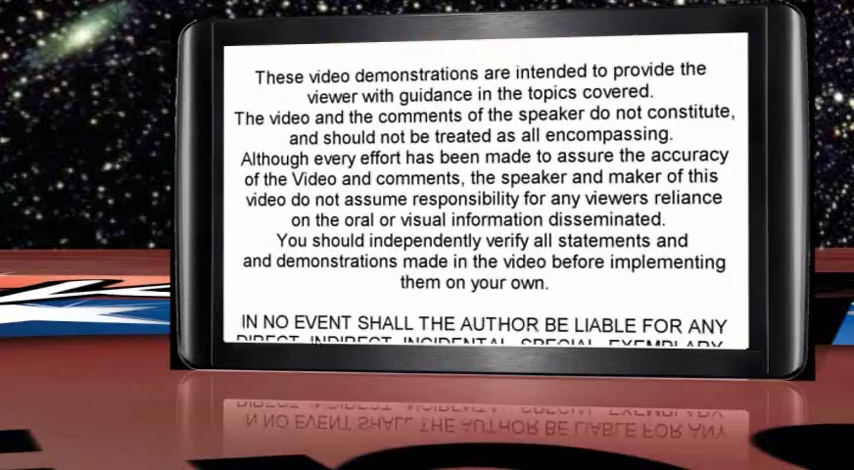 These video demonstrations are intended to provide the
viewer with guidance in the topics covered.
The video and the comments of the speaker do not constitute,
and should not be treated as all encompassing.
Although every effort has been made to assure the accuracy
of the Video and comments, the speaker and maker of this
video do not assume responsibility for any viewers reliance
on the oral or visual information disseminated.
You should independently verify all statements and
and demonstrations made in the video before implementing
them on your own.
IN NO EVENT SHALL THE AUTHOR BE LIABLE FOR ANY
DIRECT, INDIRECT, INCIDENTAL, SPECIAL, EXEMPLARY,